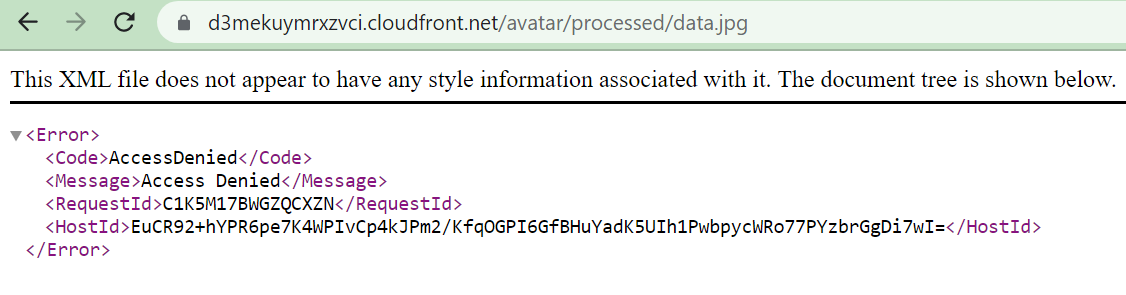 d3mekuymrxzvci.cloudfront.net/avatar/processed/data.jpg
This XML file does not appear to have any style information associated with it. The document tree is shown below.
▼<Error>
<Code>AccessDenied</Code>
<Message>Access Denied</Message>
<RequestId>C1K5M17BWGZQCXZN</RequestId>
<HostId>EuCR92+hYPR6pe7K4WPIvCp4kJPm2/KfqOGPI6GfBHuYadK5UIh1PwbpycWRo77PYzbrGgDi7wI=</HostId>
</Error>